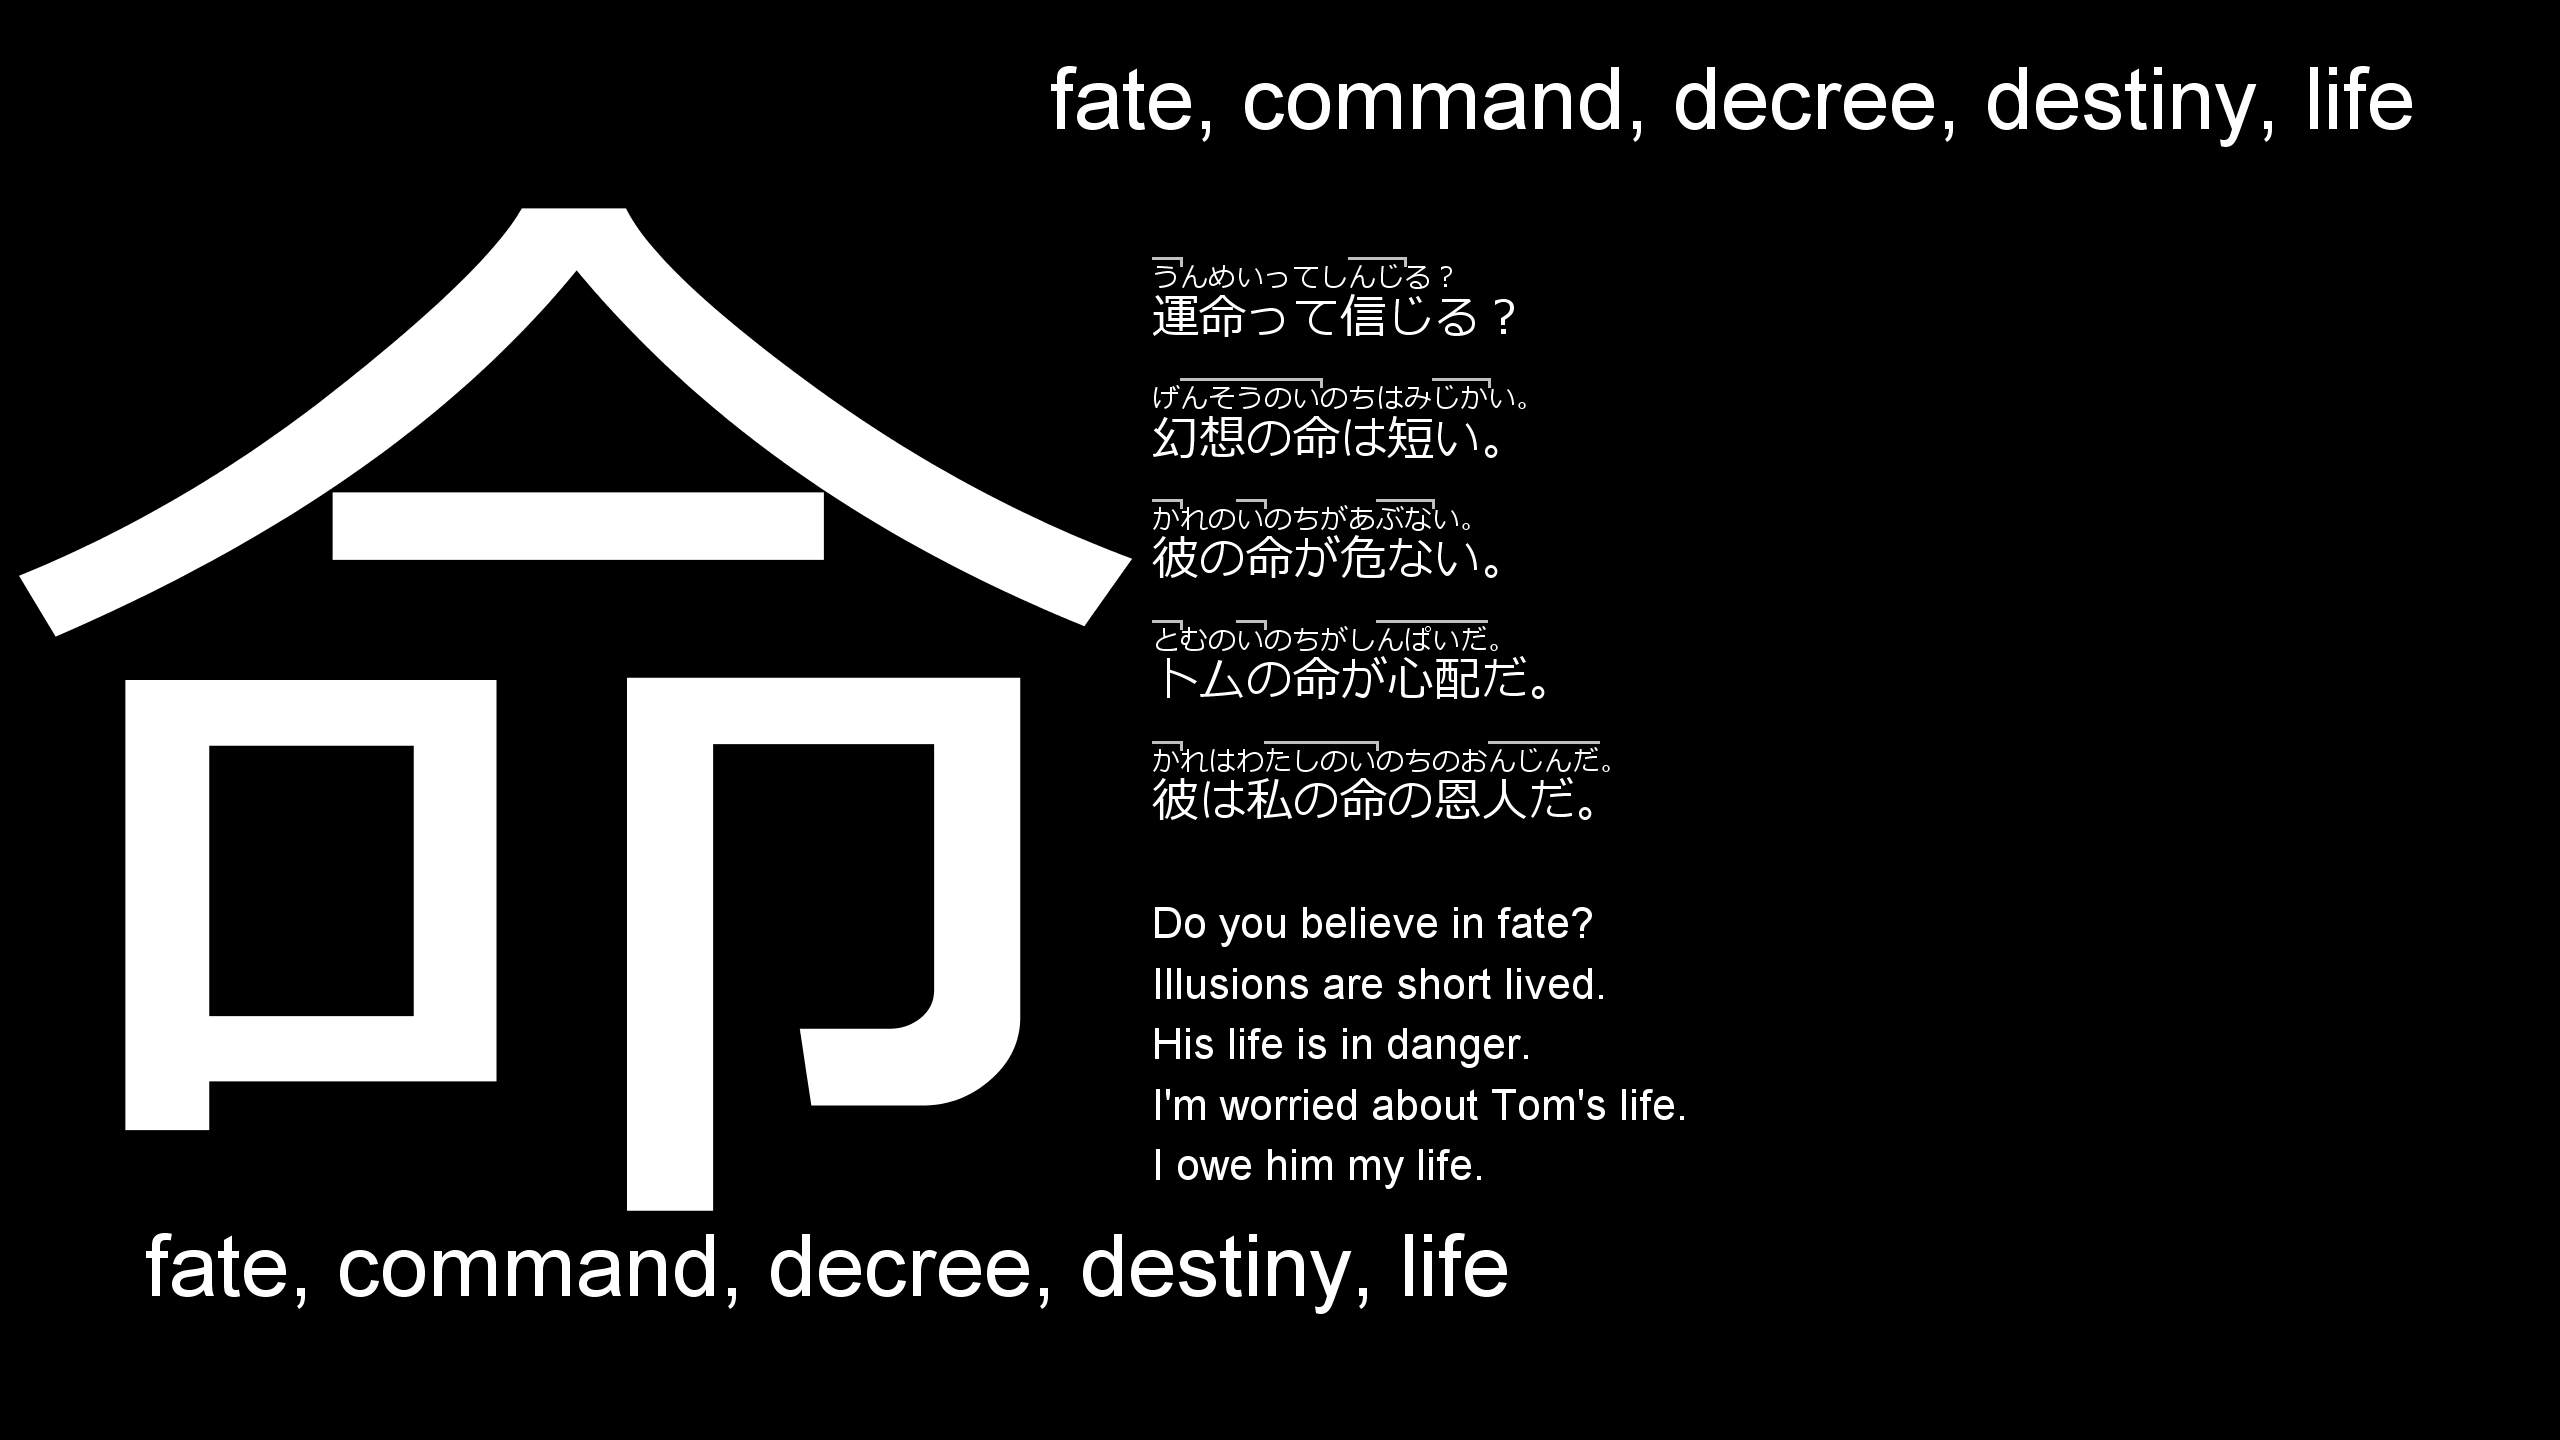 fate, command, decree, destiny, life
命
うんめいってしんじる？
運命って信じる？
げんそうのいのちはみじかい。
幻想の命は短い。
かれのいのちがあぶない。
彼の命が危ない。
とむのいのちがしんぱいだ。
トムの命が心配だ。
かれはわたしのいのちのおんじんだ。
彼は私の命の恩人だ。
Do you believe in fate?
Illusions are short lived.
His life is in danger.
I'm worried about Tom's life.
I owe him my life.
fate, command, decree, destiny, life